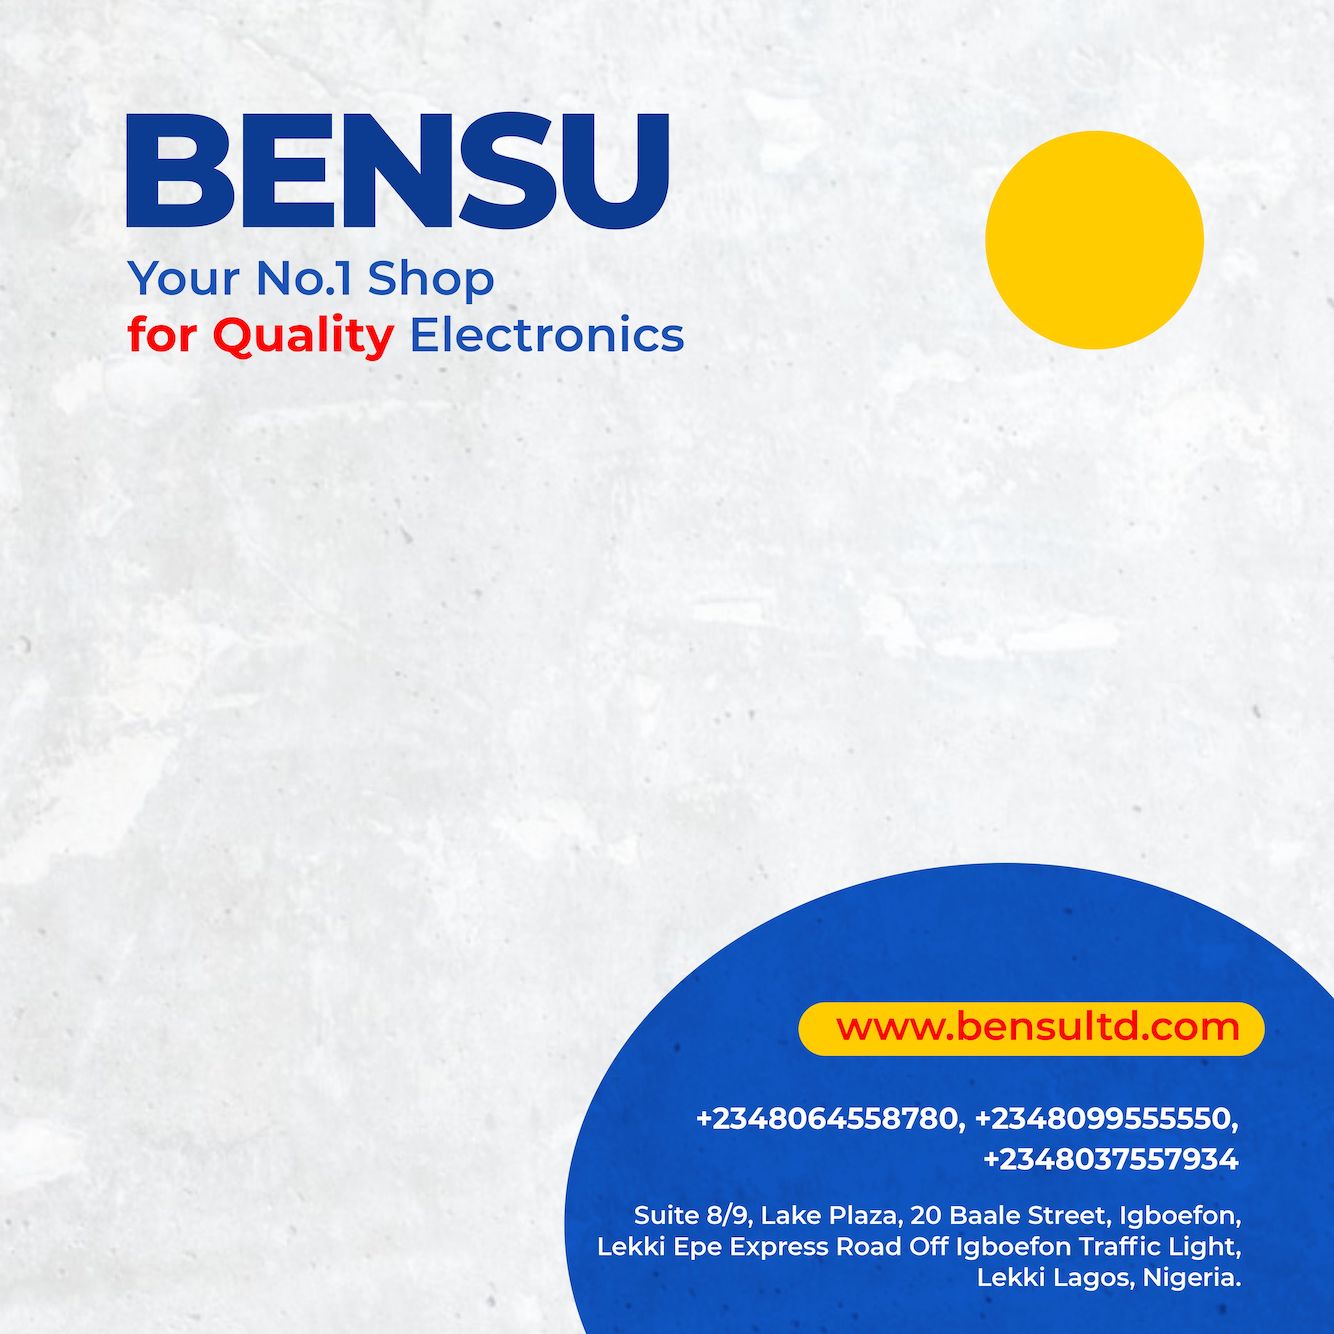 BENSU
Your No.1 Shop
for Quality Electronics
www.bensultd.com
+2348064558780, +2348099555550,
+2348037557934
Suite 8/9, Lake Plaza, 20 Baale Street, Igboefon,
Lekki Epe Express Road Off Igboefon Traffic Light,
Lekki Lagos, Nigeria.